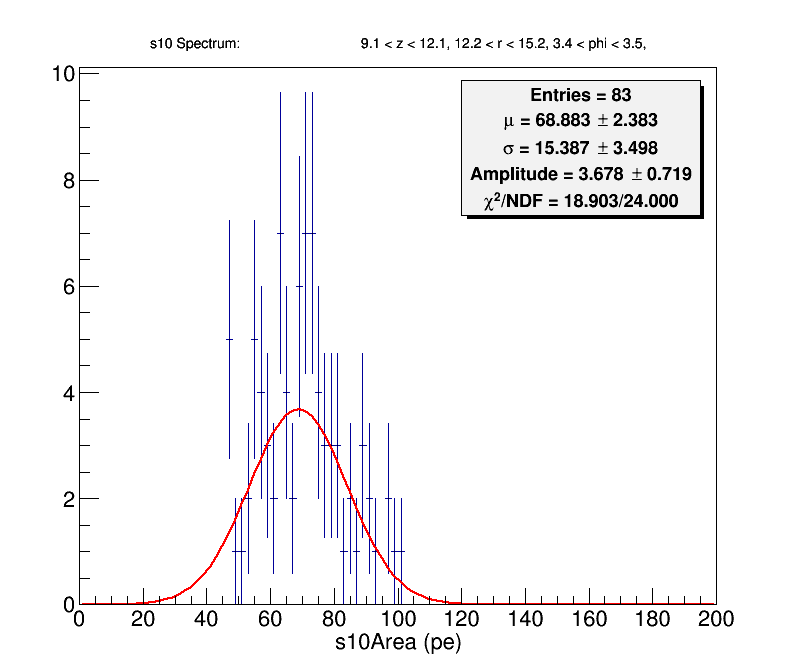 s10 Spectrum: 9.1 < z < 12.1, 12.2 < r < 15.2, 3.4 < phi < 3.5,
Entries = 83
μ = 68.883 ± 2.383
σ = 15.387 ± 3.498
Amplitude = 3.678 ± 0.719
χ²/NDF = 18.903/24.000
10
8
6
4
2
0
0 20 40 60 80 100 120 140 160 180 200
s10Area (pe)